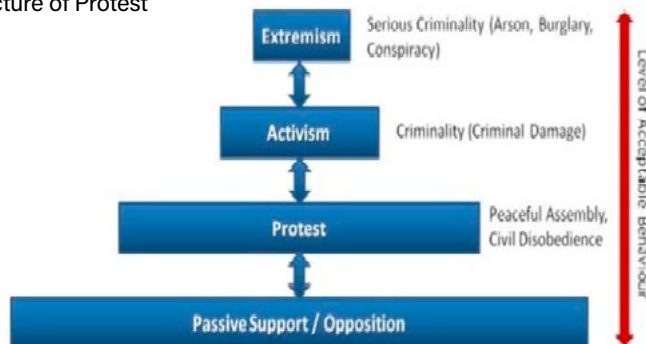 cture of Protest
Extremism
Serious Criminality (Arson, Burglary,
Conspiracy)
Activism
Criminality (Criminal Damage)
Protest
Peaceful Assembly,
Civil Disobedience
Passive Support / Opposition
Level of Acceptable Behaviour